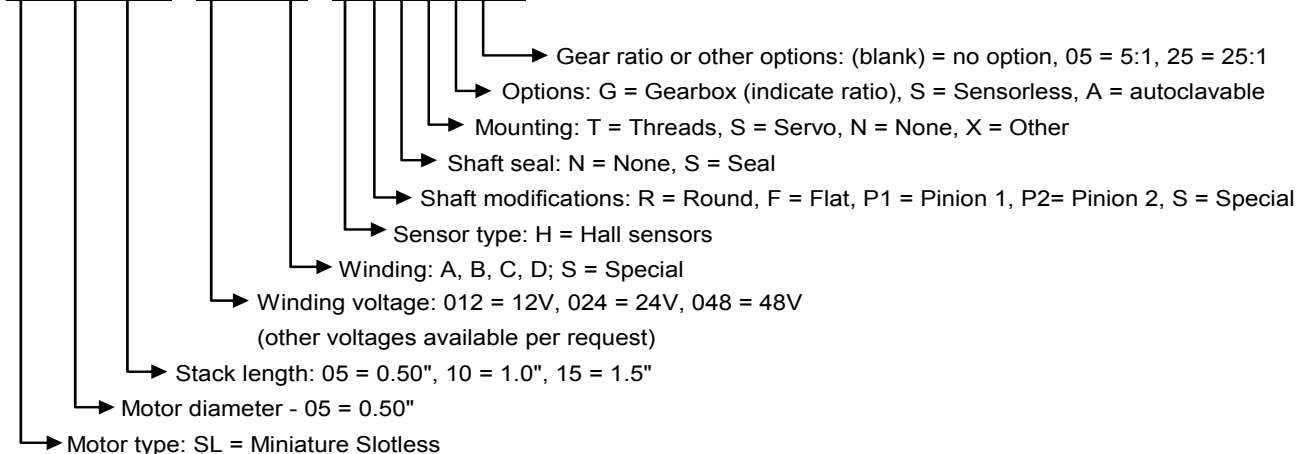 Gear ratio or other options: (blank) = no option, 05 = 5:1, 25 = 25:1
Options: G = Gearbox (indicate ratio), S = Sensorless, A = autoclavable
Mounting: T = Threads, S = Servo, N = None, X = Other
Shaft seal: N = None, S = Seal
Shaft modifications: R = Round, F = Flat, P1 = Pinion 1, P2= Pinion 2, S = Special
Sensor type: H = Hall sensors
Winding: A, B, C, D; S = Special
Winding voltage: 012 = 12V, 024 = 24V, 048 = 48V
(other voltages available per request)
Stack length: 05 = 0.50", 10 = 1.0", 15 = 1.5"
Motor diameter - 05 = 0.50"
Motor type: SL = Miniature Slotless